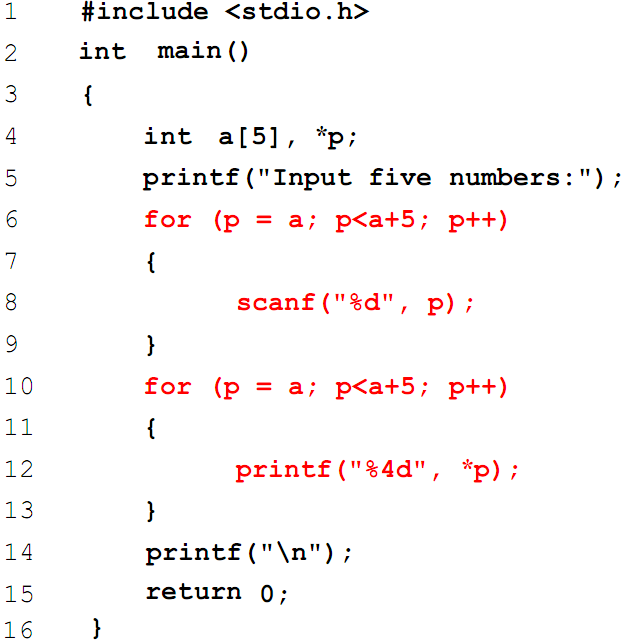 1 #include <stdio.h>
2 int main()
3 {
4 int a[5], *p;
5 printf("Input five numbers:");
6 for (p = a; p<a+5; p++)
7 {
8 scanf("%d", p);
9 }
10 for (p = a; p<a+5; p++)
11 {
12 printf("%4d", *p);
13 }
14 printf("\n");
15 return 0;
16 }